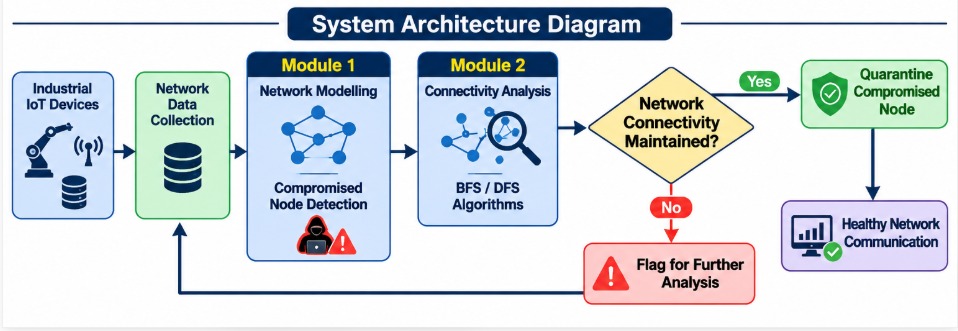 System Architecture Diagram
Industrial
IoT Devices
Network
Data
Collection
Module 1
Network Modelling
Compromised
Node Detection
Module 2
Connectivity Analysis
BFS / DFS
Algorithms
Network
Connectivity
Maintained?
Yes
Quarantine
Compromised
Node
Healthy Network
Communication
No
Flag for Further
Analysis